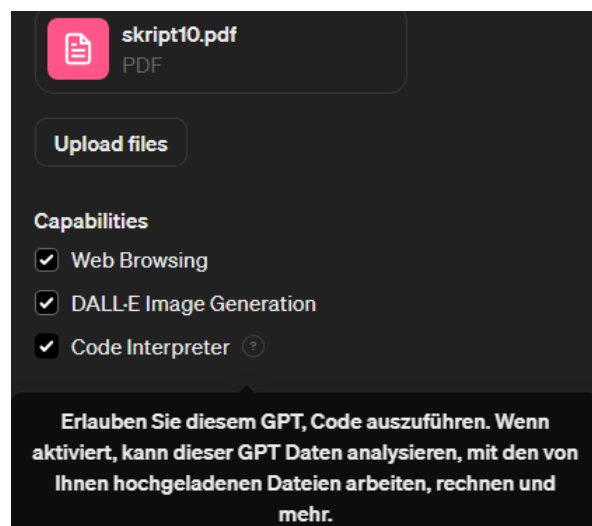 skript10.pdf
PDF
Upload files
Capabilities
Web Browsing
DALL·E Image Generation
Code Interpreter ?
Erlauben Sie diesem GPT, Code auszuführen. Wenn
aktiviert, kann dieser GPT Daten analysieren, mit den von
Ihnen hochgeladenen Dateien arbeiten, rechnen und
mehr.